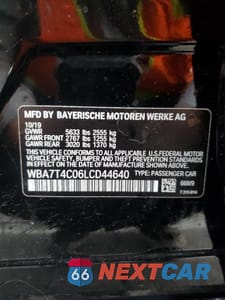 MFD. BY BAYERISCHE MOTOREN WERKE AG
10/19
GVWR 5633 lbs 2555 kg
GAWR FRONT 2767 lbs 1255 kg
GAWR REAR 3020 lbs 1370 kg
THIS VEHICLE CONFORMS TO ALL APPLICABLE
FEDERAL MOTOR VEHICLE SAFETY,
BUMPER, AND THEFT PREVENTION
STANDARDS IN EFFECT ON THE DATE OF
MANUFACTURE SHOWN ABOVE.
WBA7T4C06LCD44640
TYPE: PASSENGER CAR
668/9
66 NEXTCAR